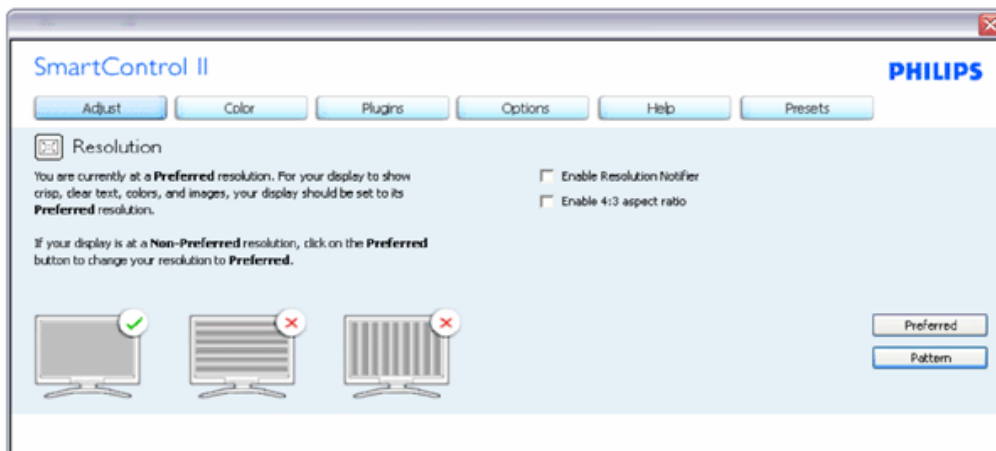 SmartControl II
PHILIPS
Adjust
Color
Plugins
Options
Help
Presets
Resolution
You are currently at a Preferred resolution. For your display to show
crisp, clear text, colors, and images, your display should be set to its
Preferred resolution.
If your display is at a Non-Preferred resolution, click on the Preferred
button to change your resolution to Preferred.
Enable Resolution Notifier
Enable 4:3 aspect ratio
Preferred
Pattern